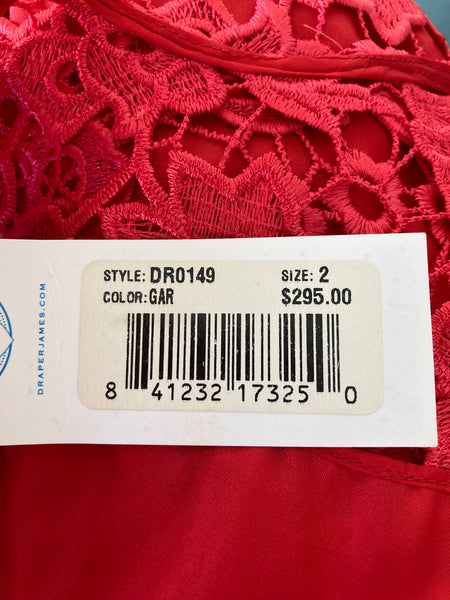 STYLE: DR0149 SIZE: 2
COLOR: GAR $295.00
8 41232 17325 0
DRAPERJAMES.COM